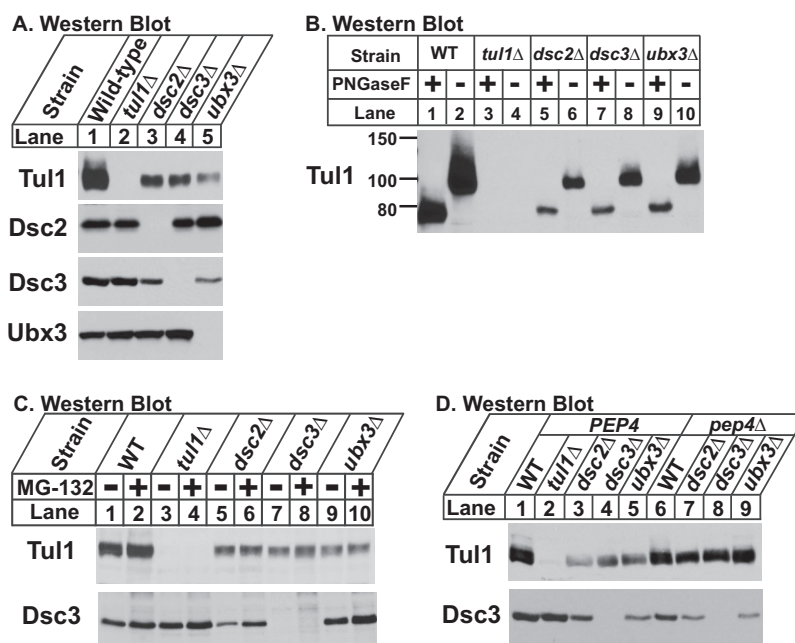 A. Western Blot
Strain Wild-type tul1Δ dsc2Δ dsc3Δ ubx3Δ
Lane 1 2 3 4 5
Tul1
Dsc2
Dsc3
Ubx3
B. Western Blot
Strain WT tul1Δ dsc2Δ dsc3Δ ubx3Δ
PNGaseF + - + - + - + - + -
Lane 1 2 3 4 5 6 7 8 9 10
150
Tul1 100
80
C. Western Blot
Strain WT tul1Δ dsc2Δ dsc3Δ ubx3Δ
MG-132 - + - + - + - + - +
Lane 1 2 3 4 5 6 7 8 9 10
Tul1
Dsc3
D. Western Blot
PEP4 pep4Δ
Strain WT tul1Δ dsc2Δ dsc3Δ ubx3Δ WT dsc2Δ dsc3Δ ubx3Δ
Lane 1 2 3 4 5 6 7 8 9
Tul1
Dsc3